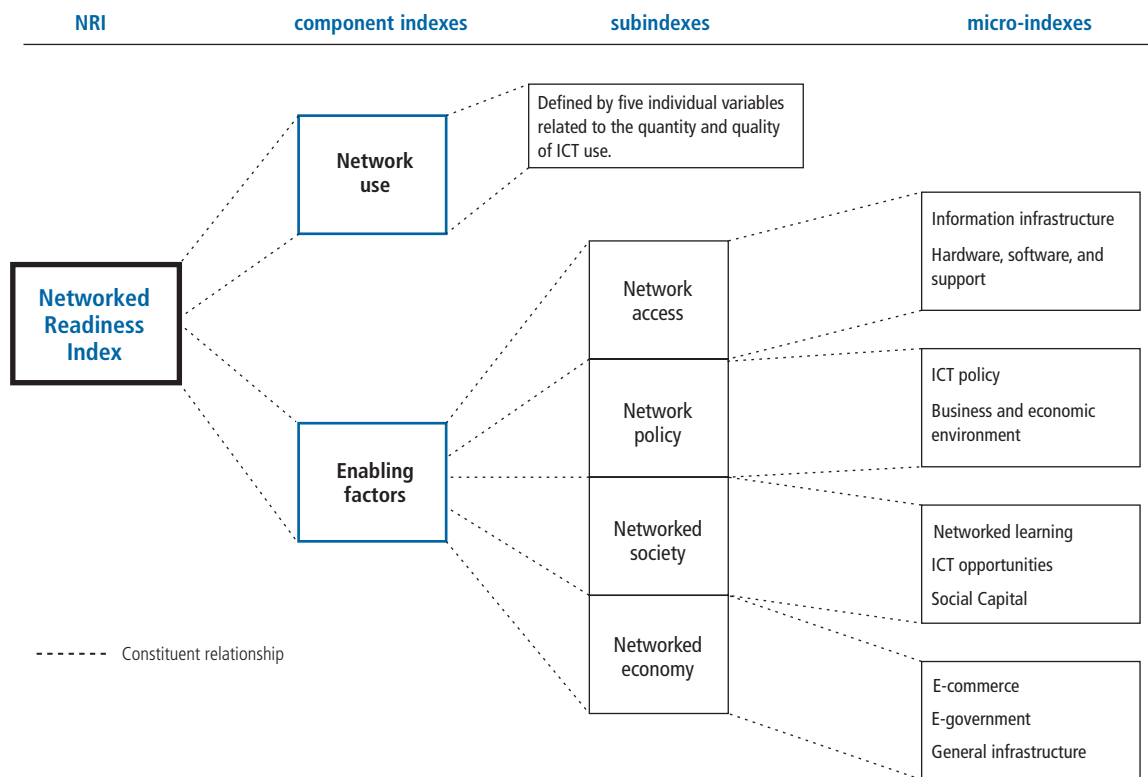 NRI
component indexes
subindexes
micro-indexes
Network
use
Defined by five individual variables
related to the quantity and quality
of ICT use.
Networked
Readiness
Index
Enabling
factors
Network
access
Network
policy
Networked
society
Networked
economy
Information infrastructure
Hardware, software, and
support
ICT policy
Business and economic
environment
Networked learning
ICT opportunities
Social Capital
E-commerce
E-government
General infrastructure
Constituent relationship